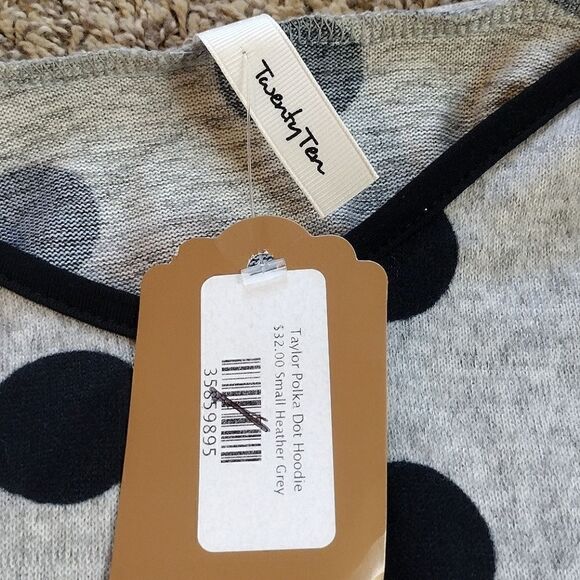 TwentyTen
Taylor Polka Dot Hoodie
$32.00 Small Heather Grey
35859895